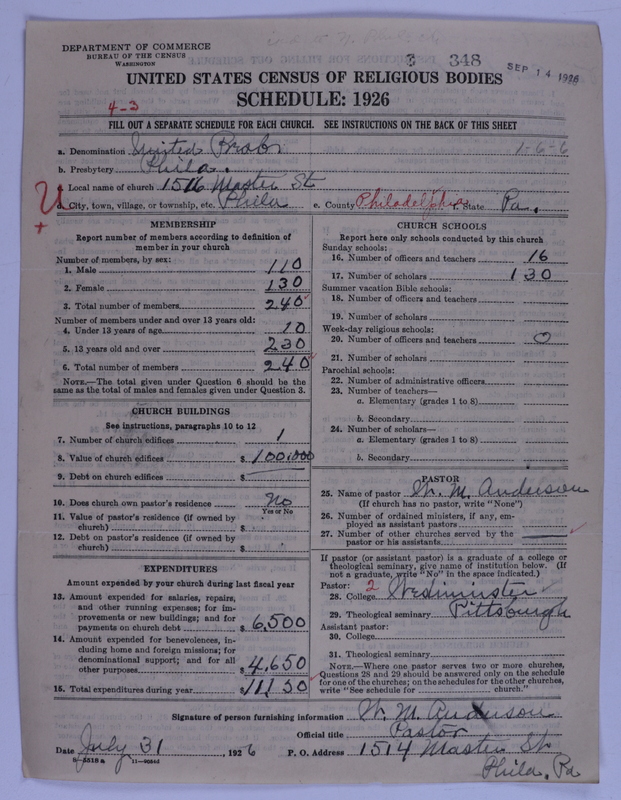 DEPARTMENT OF COMMERCE
BUREAU OF THE CENSUS
WASHINGTON
3 348
SEP 14 1926
UNITED STATES CENSUS OF RELIGIOUS BODIES
SCHEDULE: 1926
4-3
FILL OUT A SEPARATE SCHEDULE FOR EACH CHURCH. SEE INSTRUCTIONS ON THE BACK OF THIS SHEET
1-6-6
a. Denomination United Presb.
b. Presbytery Phila.
c. Local name of church 1516 Master St
d. City, town, village, or township, etc. Phila e. County Philadelphia f. State Pa.
MEMBERSHIP
Report number of members according to definition of member in your church
Number of members, by sex:
1. Male 110
2. Female 130
3. Total number of members 240
Number of members under and over 13 years old:
4. Under 13 years of age 10
5. 13 years old and over 230
6. Total number of members 240
NOTE.—The total given under Question 6 should be the same as the total of males and females given under Question 3.
CHURCH BUILDINGS
See instructions, paragraphs 10 to 12
7. Number of church edifices 1
8. Value of church edifices $ 100,000
9. Debt on church edifices $
10. Does church own pastor's residence No
Yes or No
11. Value of pastor's residence (if owned by church) $
12. Debt on pastor's residence (if owned by church) $
EXPENDITURES
Amount expended by your church during last fiscal year
13. Amount expended for salaries, repairs, and other running expenses; for improvements or new buildings; and for payments on church debt $ 6,500
14. Amount expended for benevolences, including home and foreign missions; for denominational support; and for all other purposes $ 4,650
15. Total expenditures during year $ 11,150
CHURCH SCHOOLS
Report here only schools conducted by this church
Sunday schools:
16. Number of officers and teachers 16
17. Number of scholars 130
Summer vacation Bible schools:
18. Number of officers and teachers
19. Number of scholars
Week-day religious schools:
20. Number of officers and teachers 0
21. Number of scholars
Parochial schools:
22. Number of administrative officers
23. Number of teachers—
a. Elementary (grades 1 to 8)
b. Secondary
24. Number of scholars—
a. Elementary (grades 1 to 8)
b. Secondary
PASTOR
25. Name of pastor W. M. Anderson
(If church has no pastor, write "None")
26. Number of ordained ministers, if any, employed as assistant pastors
27. Number of other churches served by the pastor or his assistants
If pastor (or assistant pastor) is a graduate of a college or theological seminary, give name of institution below. (If not a graduate, write "No" in the space indicated.)
Pastor: 2
28. College Westminster
29. Theological seminary Pittsburgh
Assistant pastor:
30. College
31. Theological seminary
NOTE.—Where one pastor serves two or more churches, Questions 28 and 29 should be answered only on the schedule for one of the churches; on the schedules for the other churches, write "See schedule for church."
Signature of person furnishing information W. M. Anderson
Official title Pastor
Date July 31, 1926 P. O. Address 1514 Master St
Phila, Pa
8—5518 a 11—9056